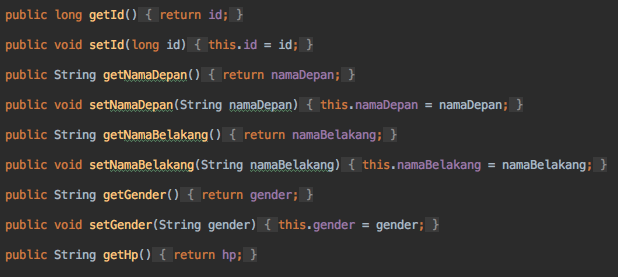 public long getId() { return id; }
public void setId(long id) { this.id = id; }
public String getNamaDepan() { return namaDepan; }
public void setNamaDepan(String namaDepan) { this.namaDepan = namaDepan; }
public String getNamaBelakang() { return namaBelakang; }
public void setNamaBelakang(String namaBelakang) { this.namaBelakang = namaBelakang; }
public String getGender() { return gender; }
public void setGender(String gender) { this.gender = gender; }
public String getHp() { return hp; }